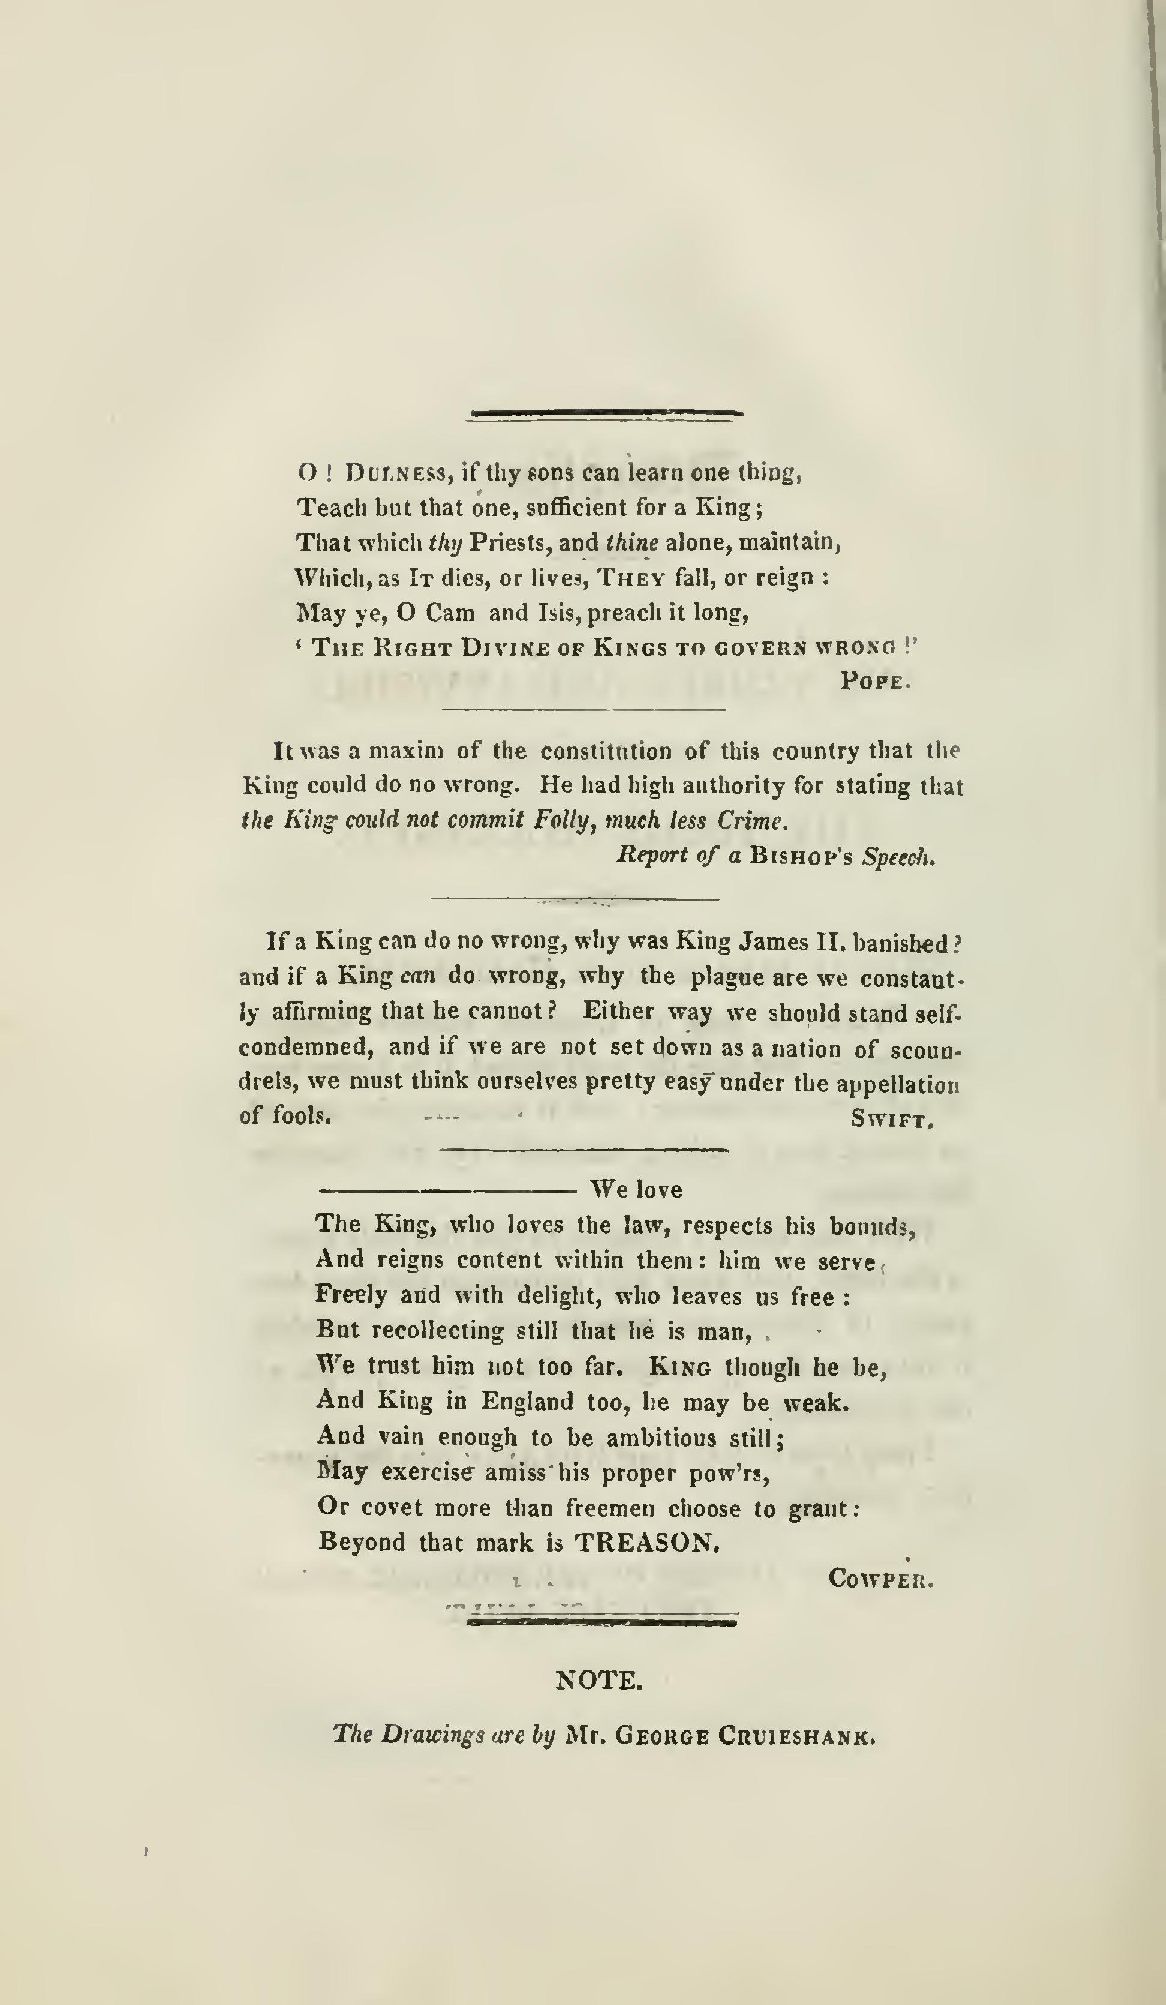 O ! DULNESS, if thy sons can learn one thing,
Teach but that one, sufficient for a King ;
That which thy Priests, and thine alone, maintain,
Which, as IT dies, or lives, THEY fall, or reign :
May ye, O Cam and Isis, preach it long,
‘ THE RIGHT DIVINE OF KINGS TO GOVERN WRONG !’
POPE.
It was a maxim of the constitution of this country that the
King could do no wrong. He had high authority for stating that
the King could not commit Folly, much less Crime.
Report of a BISHOP's Speech.
If a King can do no wrong, why was King James II. banished ?
and if a King can do wrong, why the plague are we constant-
ly affirming that he cannot ? Either way we should stand self-
condemned, and if we are not set down as a nation of scoun-
drels, we must think ourselves pretty easy under the appellation
of fools. SWIFT.
———————— We love
The King, who loves the law, respects his bounds,
And reigns content within them : him we serve,
Freely and with delight, who leaves us free :
But recollecting still that he is man,
We trust him not too far. KING though he be,
And King in England too, he may be weak.
And vain enough to be ambitious still ;
May exercise amiss his proper pow'rs,
Or covet more than freemen choose to grant :
Beyond that mark is TREASON.
COWPER.
NOTE.
The Drawings are by Mr. GEORGE CRUIKSHANK.